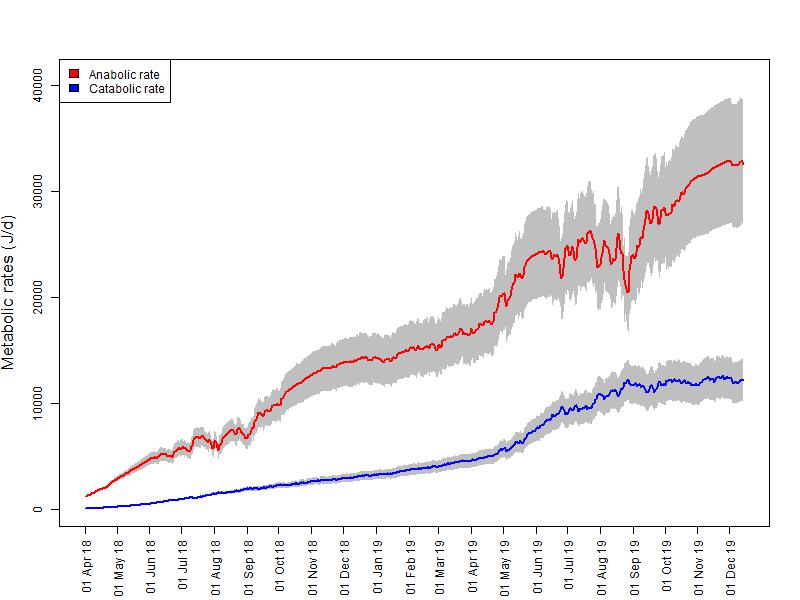 Anabolic rate
Catabolic rate
Metabolic rates (J/d)
40000
30000
20000
10000
0
01 Apr 18
01 May 18
01 Jun 18
01 Jul 18
01 Aug 18
01 Sep 18
01 Oct 18
01 Nov 18
01 Dec 18
01 Jan 19
01 Feb 19
01 Mar 19
01 Apr 19
01 May 19
01 Jun 19
01 Jul 19
01 Aug 19
01 Sep 19
01 Oct 19
01 Nov 19
01 Dec 19